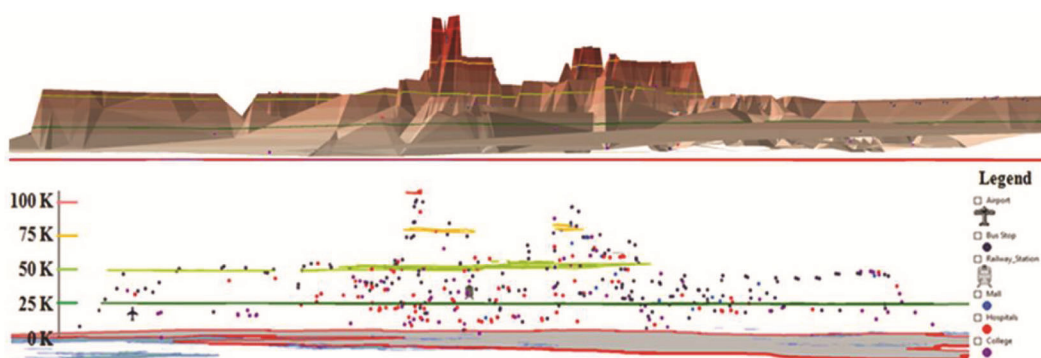 100 K
75 K
50 K
25 K
0 K
Legend
Airport
Bus Stop
Railway_Station
Mall
Hospitals
College